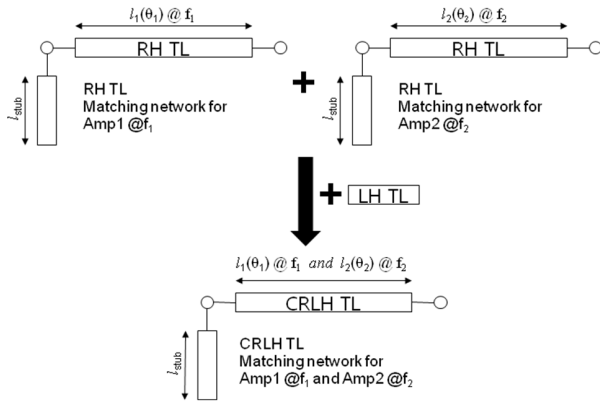 l₁(θ₁) @ f₁
RH TL
lstub
RH TL
Matching network for
Amp1 @f₁
+
l₂(θ₂) @ f₂
RH TL
lstub
RH TL
Matching network for
Amp2 @f₂
+ LH TL
l₁(θ₁) @ f₁ and l₂(θ₂) @ f₂
CRLH TL
lstub
CRLH TL
Matching network for
Amp1 @f₁ and Amp2 @f₂